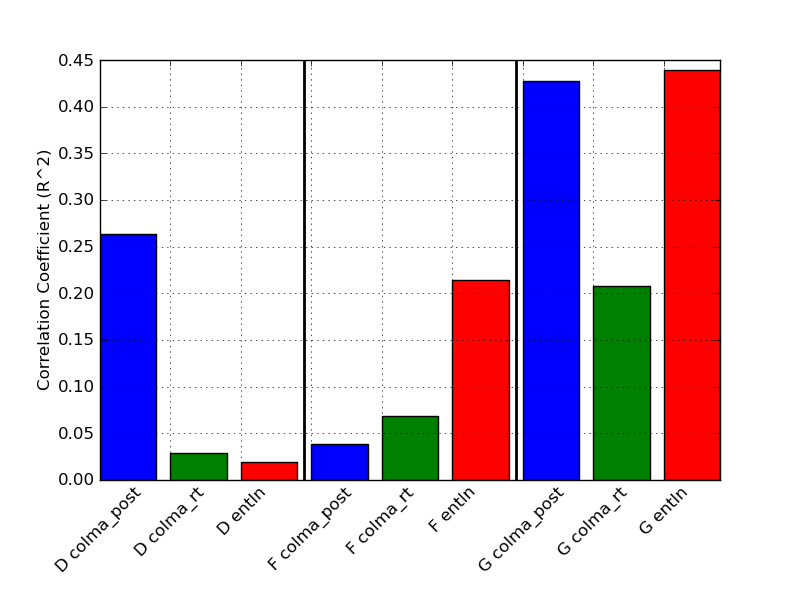 0.45
0.40
0.35
0.30
0.25
0.20
0.15
0.10
0.05
0.00
Correlation Coefficient (R^2)
D colma_post
D colma_rt
D entln
F colma_post
F colma_rt
F entln
G colma_post
G colma_rt
G entln